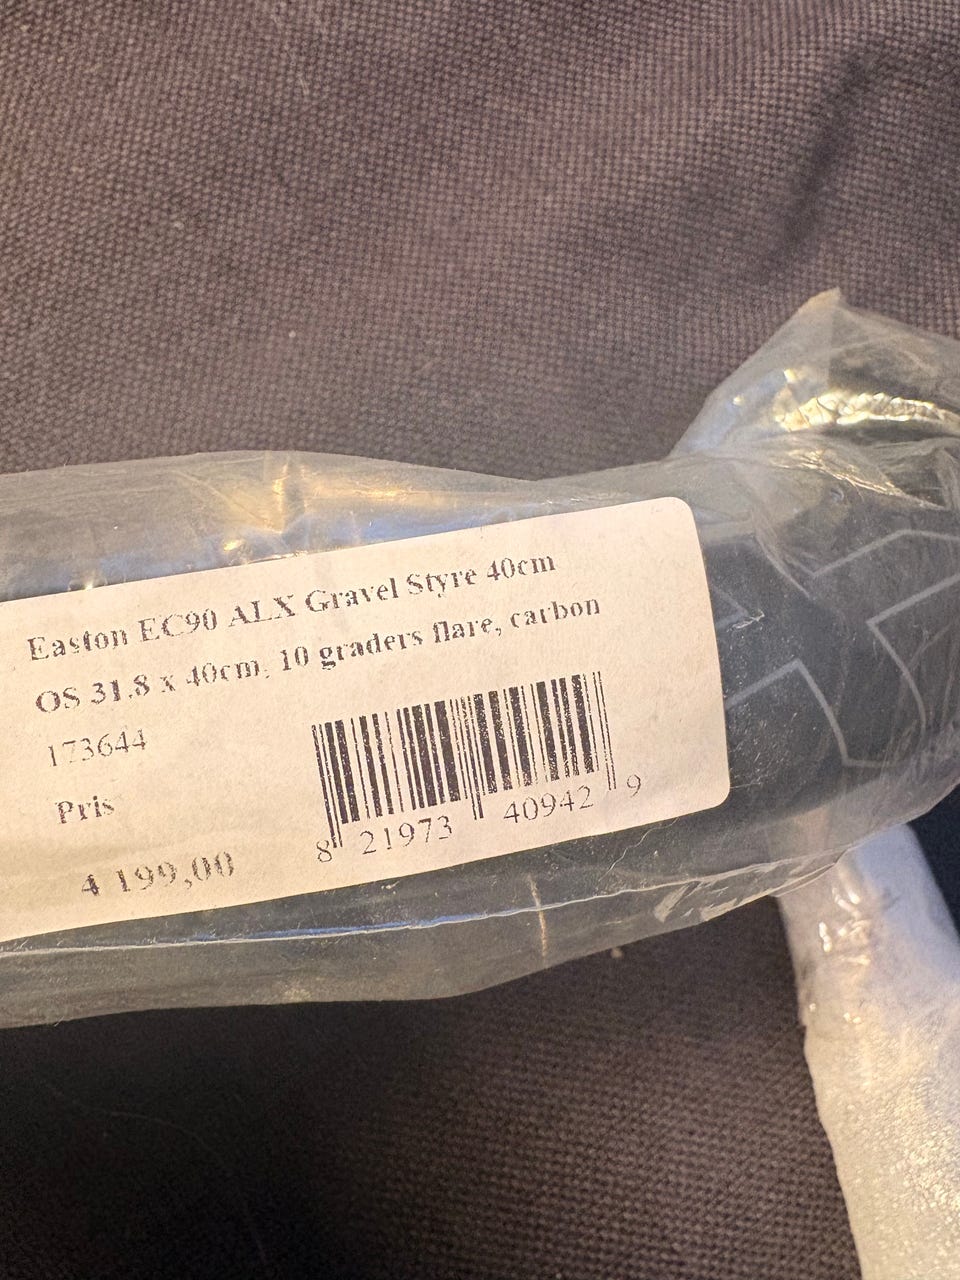 Easton EC90 ALX Gravel Styre 40cm
OS 31.8 x 40cm, 10 graders flare, carbon
173644
Pris
4 199,00
8 21973 40942 9